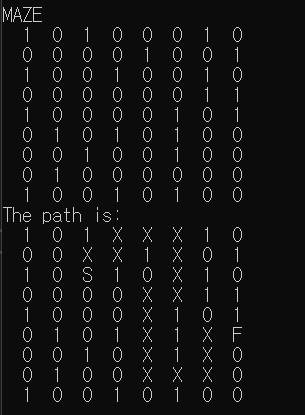 MAZE
1 0 1 0 0 0 1 0
0 0 0 0 1 0 0 1
1 0 0 1 0 0 1 0
0 0 0 0 0 0 1 1
1 0 0 0 0 1 0 1
0 1 0 1 0 1 0 0
0 0 1 0 0 1 0 0
0 1 0 0 0 0 0 0
1 0 0 1 0 1 0 0
The path is:
1 0 1 X X X 1 0
0 0 X X 1 X 0 1
1 0 S 1 0 X 1 0
0 0 0 0 X X 1 1
1 0 0 0 X 1 0 1
0 1 0 1 X 1 X F
0 0 1 0 X 1 X 0
0 1 0 0 X X X 0
1 0 0 1 0 1 0 0